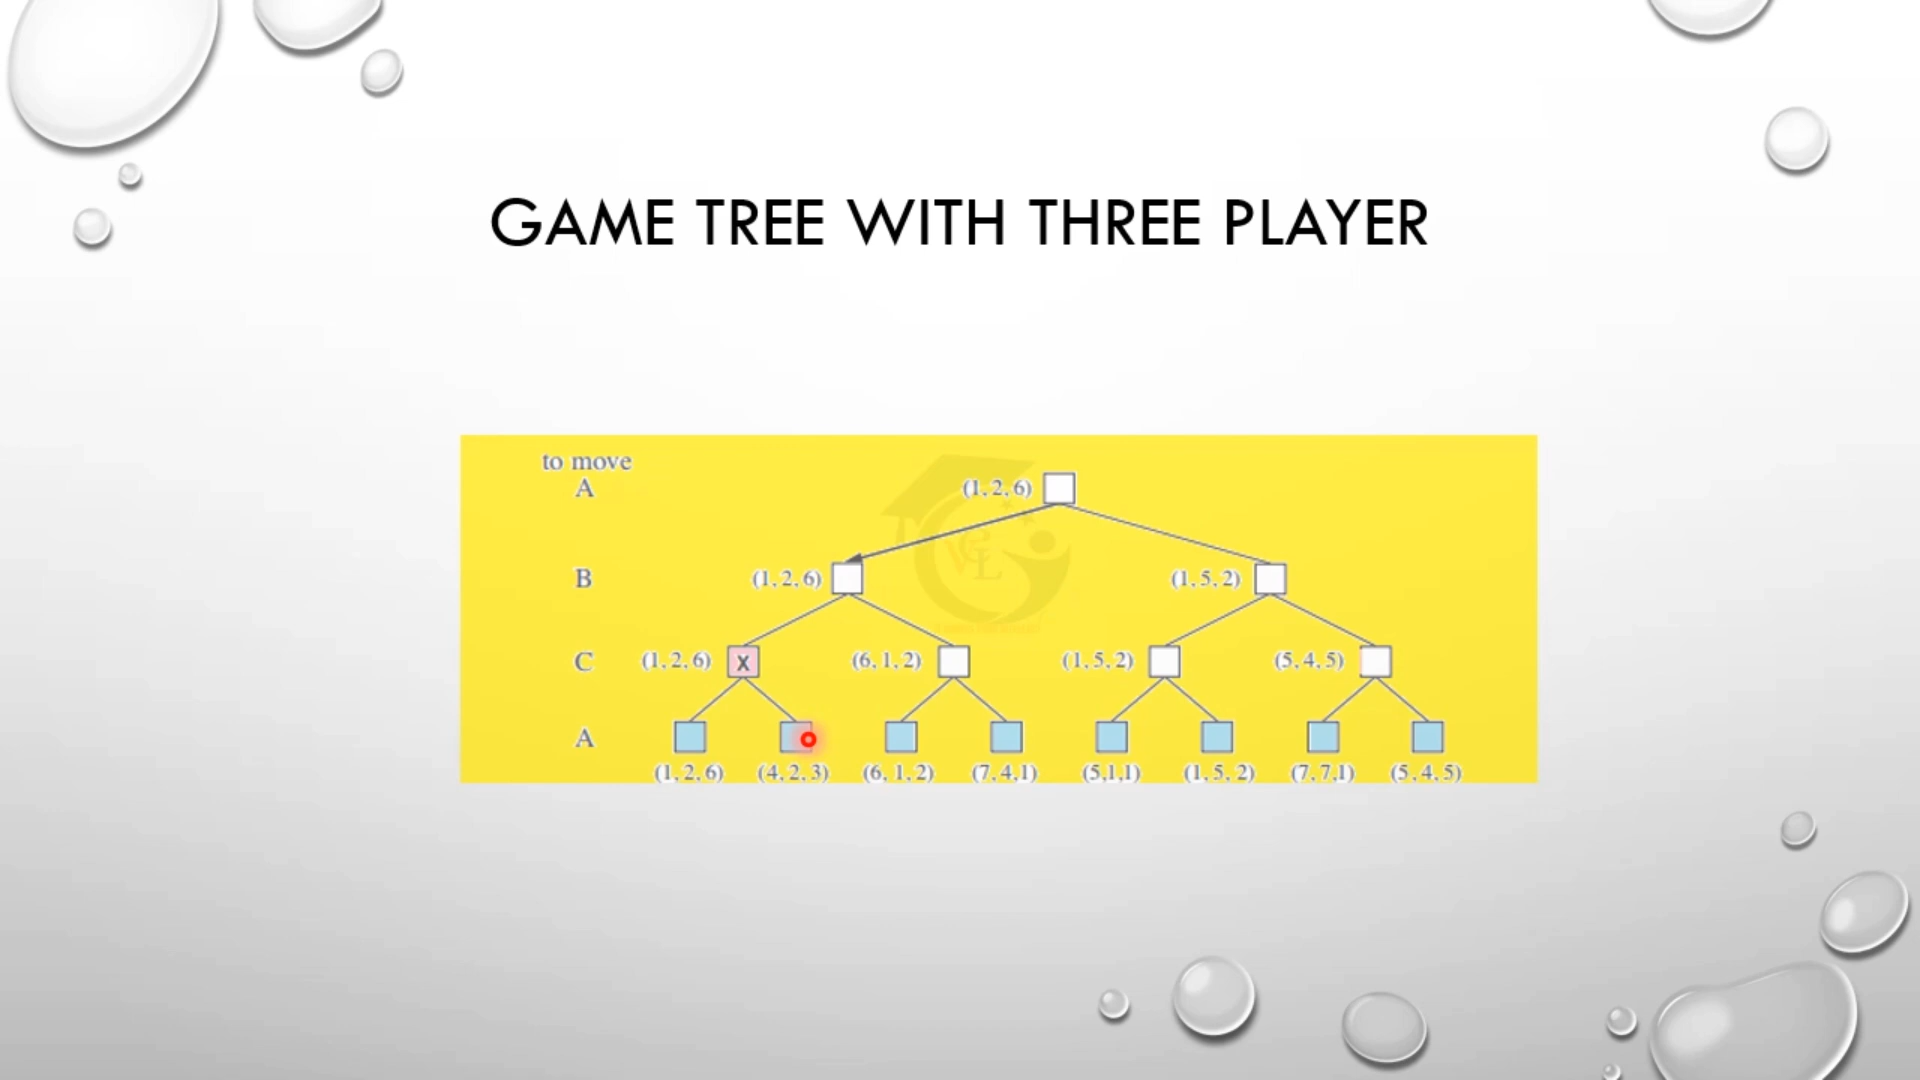 GAME TREE WITH THREE PLAYER
to move
A
(1, 2, 6)
B
(1, 2, 6)
(1, 5, 2)
C
(1, 2, 6)
X
(6, 1, 2)
(1, 5, 2)
(5, 4, 5)
A
(1, 2, 6)
(4, 2, 3)
(6, 1, 2)
(7, 4,1)
(5,1,1)
(1, 5, 2)
(7, 7,1)
(5, 4, 5)